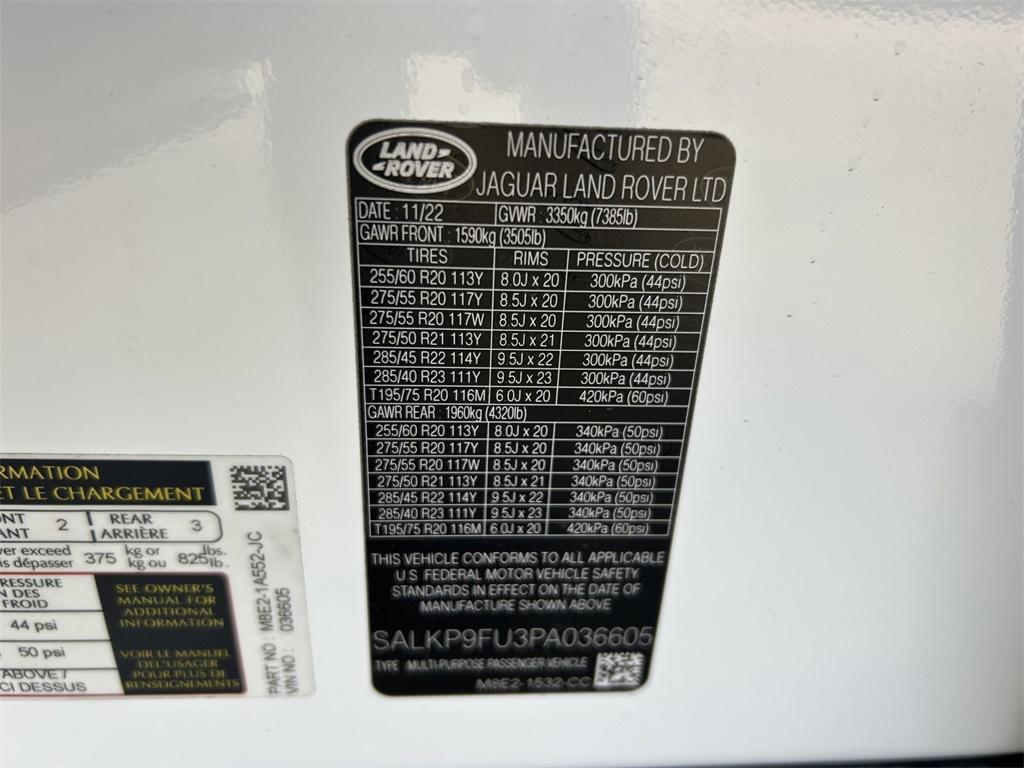 LAND-
-ROVER
MANUFACTURED BY
JAGUAR LAND ROVER LTD
DATE : 11/22 GVWR : 3350kg (7385lb)
GAWR FRONT : 1590kg (3505lb)
TIRES RIMS PRESSURE (COLD)
255/60 R20 113Y 8.0J x 20 300kPa (44psi)
275/55 R20 117Y 8.5J x 20 300kPa (44psi)
275/55 R20 117W 8.5J x 20 300kPa (44psi)
275/50 R21 113Y 8.5J x 21 300kPa (44psi)
285/45 R22 114Y 9.5J x 22 300kPa (44psi)
285/40 R23 111Y 9.5J x 23 300kPa (44psi)
T195/75 R20 116M 6.0J x 20 420kPa (60psi)
GAWR REAR : 1960kg (4320lb)
255/60 R20 113Y 8.0J x 20 340kPa (50psi)
275/55 R20 117Y 8.5J x 20 340kPa (50psi)
275/55 R20 117W 8.5J x 20 340kPa (50psi)
275/50 R21 113Y 8.5J x 21 340kPa (50psi)
285/45 R22 114Y 9.5J x 22 340kPa (50psi)
285/40 R23 111Y 9.5J x 23 340kPa (50psi)
T195/75 R20 116M 6.0J x 20 420kPa (60psi)
THIS VEHICLE CONFORMS TO ALL APPLICABLE
U.S. FEDERAL MOTOR VEHICLE SAFETY
STANDARDS IN EFFECT ON THE DATE OF
MANUFACTURE SHOWN ABOVE
SALKP9FU3PA036605
TYPE : MULTI-PURPOSE PASSENGER VEHICLE
M8E2-1532-CC
RMATION
ET LE CHARGEMENT
ONT 2 REAR 3
ANT ARRIÈRE
ver exceed 375 kg or 825 lbs.
is dépasser kg ou lb.
RESSURE
ON DES
FROID
44 psi
50 psi
ABOVE /
CI DESSUS
SEE OWNER'S
MANUAL FOR
ADDITIONAL
INFORMATION
VOIR LE MANUEL
DE L'USAGER
POUR PLUS DE
RENSEIGNEMENTS
PART NO : M8E2-1A552-JC
VIN NO : 036605